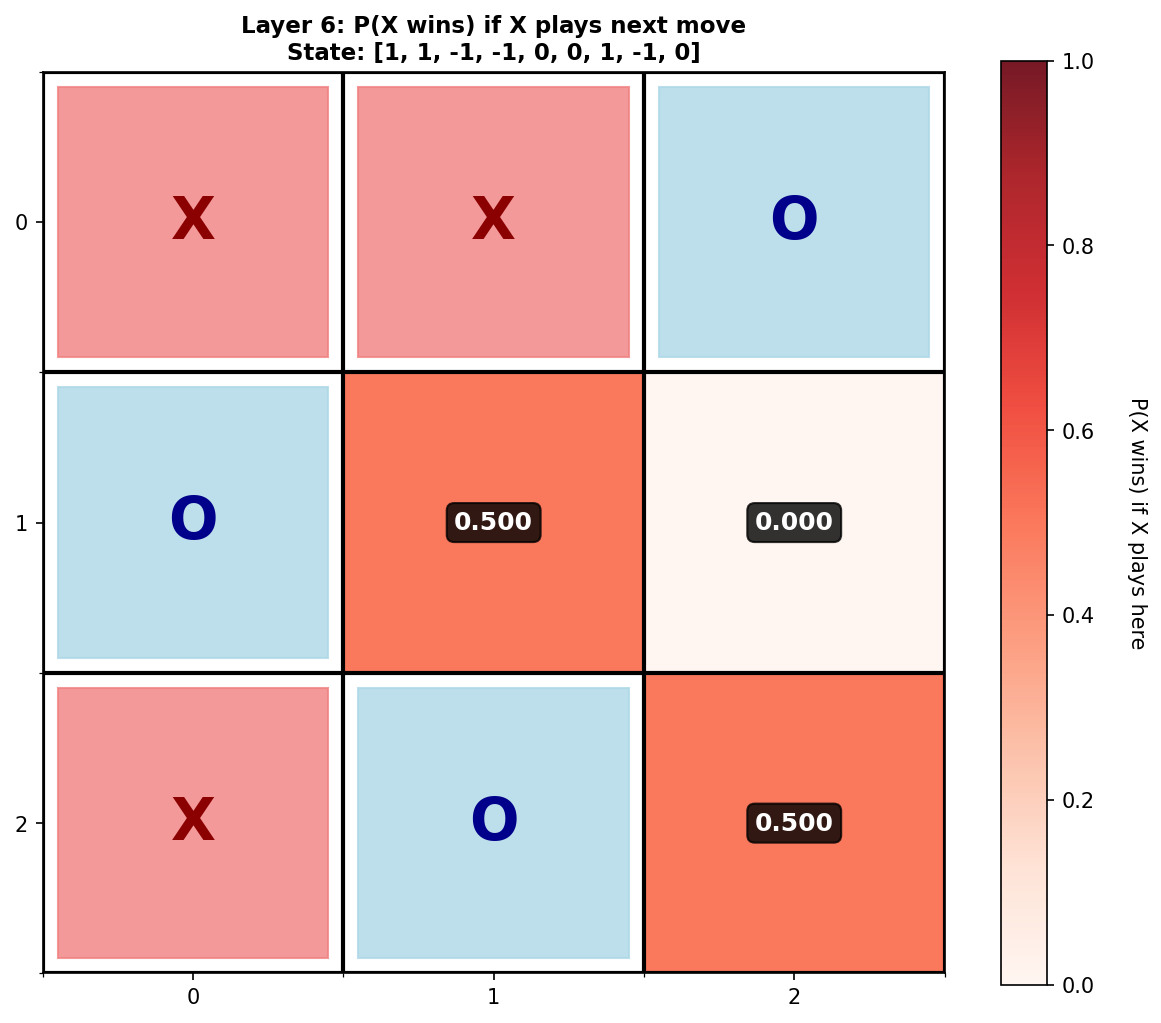 Layer 6: P(X wins) if X plays next move
State: [1, 1, -1, -1, 0, 0, 1, -1, 0]
0
X
X
O
1
O
0.500
0.000
2
X
O
0.500
0
1
2
1.0
0.8
0.6
0.4
0.2
0.0
P(X wins) if X plays here